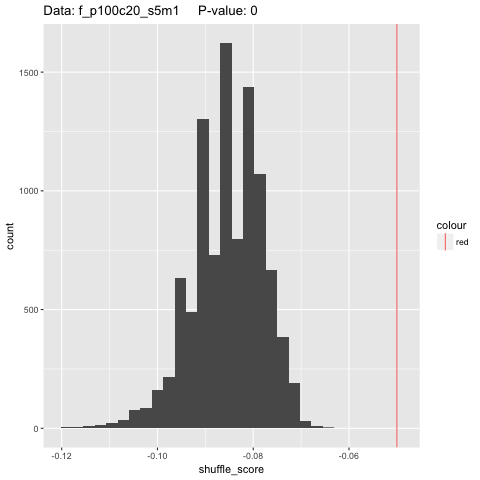 Data: f_p100c20_s5m1 P-value: 0
1500
1000
500
0
count
-0.12 -0.10 -0.08 -0.06
shuffle_score
colour
red